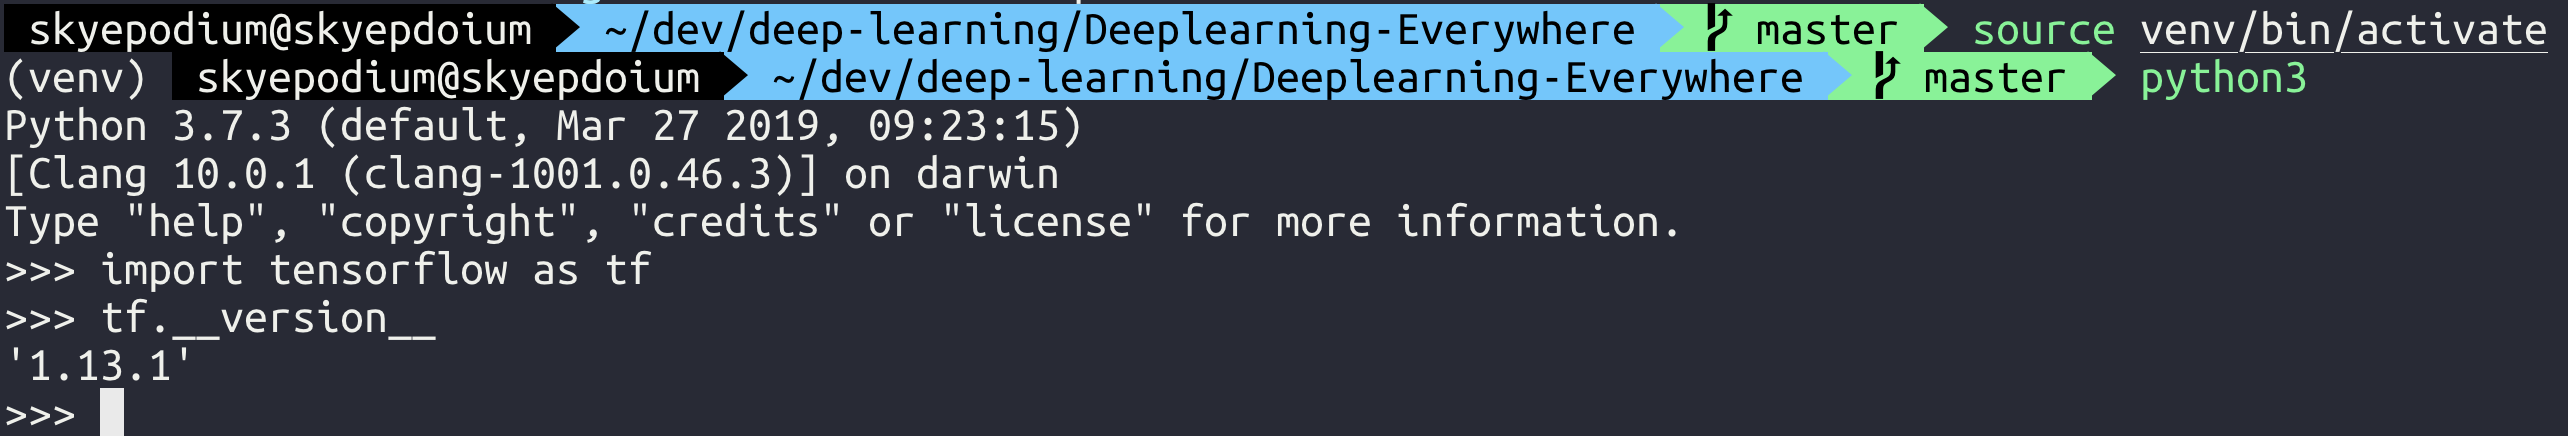 skyepodium@skyepdoium ~/dev/deep-learning/Deeplearning-Everywhere master source venv/bin/activate
(venv) skyepodium@skyepdoium ~/dev/deep-learning/Deeplearning-Everywhere master python3
Python 3.7.3 (default, Mar 27 2019, 09:23:15)
[Clang 10.0.1 (clang-1001.0.46.3)] on darwin
Type "help", "copyright", "credits" or "license" for more information.
>>> import tensorflow as tf
>>> tf.__version__
'1.13.1'
>>>